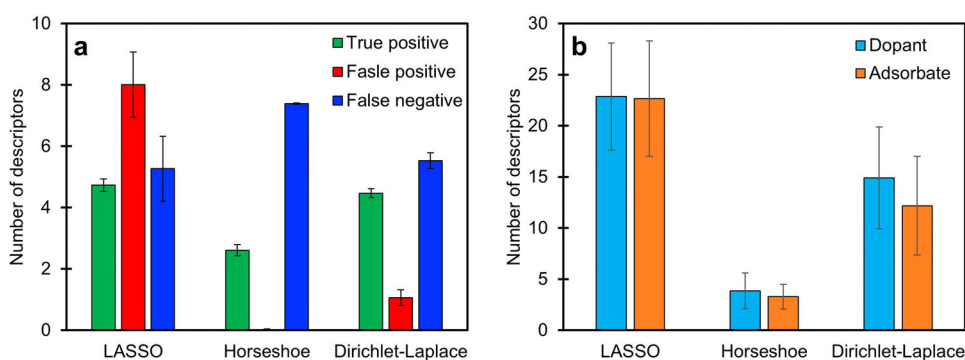 a
True positive
Fasle positive
False negative
Number of descriptors
10
8
6
4
2
0
LASSO Horseshoe Dirichlet-Laplace
b
Dopant
Adsorbate
Number of descriptors
30
25
20
15
10
5
0
LASSO Horseshoe Dirichlet-Laplace